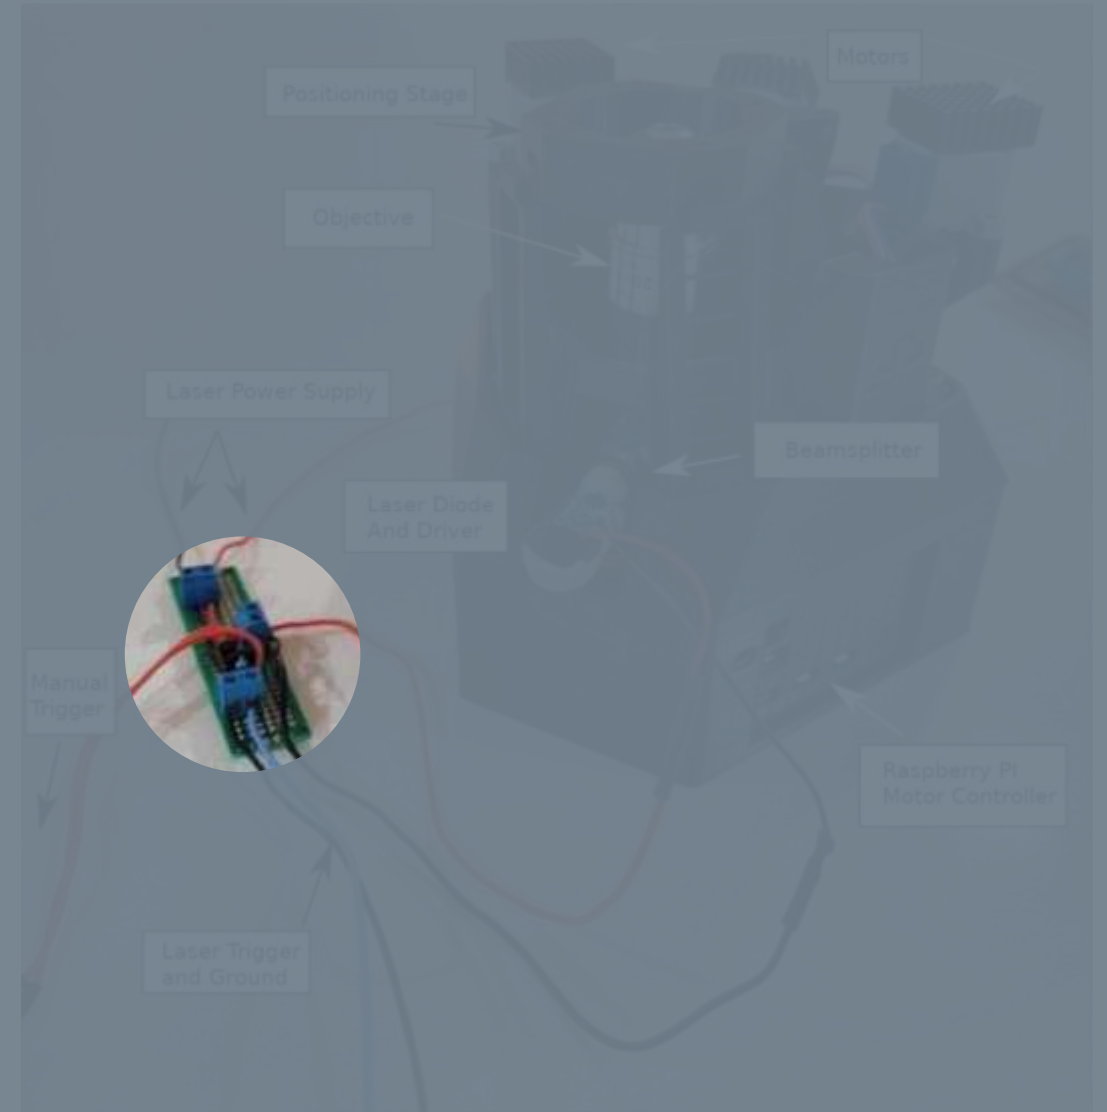 Motors
Positioning Stage
Objective
Laser Power Supply
Beamsplitter
Laser Diode
And Driver
Manual
Trigger
Raspberry PI
Motor Controller
Laser Trigger
and Ground